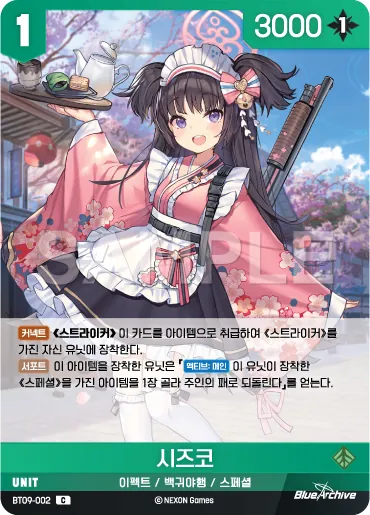 1
3000
1
SAMPLE
커넥트 《스트라이커》 이 카드를 아이템으로 취급하여 《스트라이커》를
가진 자신 유닛에 장착한다.
서포트 이 아이템을 장착한 유닛은 「액티브: 메인 이 유닛이 장착한
《스페셜》을 가진 아이템을 1장 골라 주인의 패로 되돌린다」를 얻는다.
시즈코
UNIT
이펙트 / 백귀야행 / 스페셜
BT09-002 C
© NEXON Games
BlueArchive